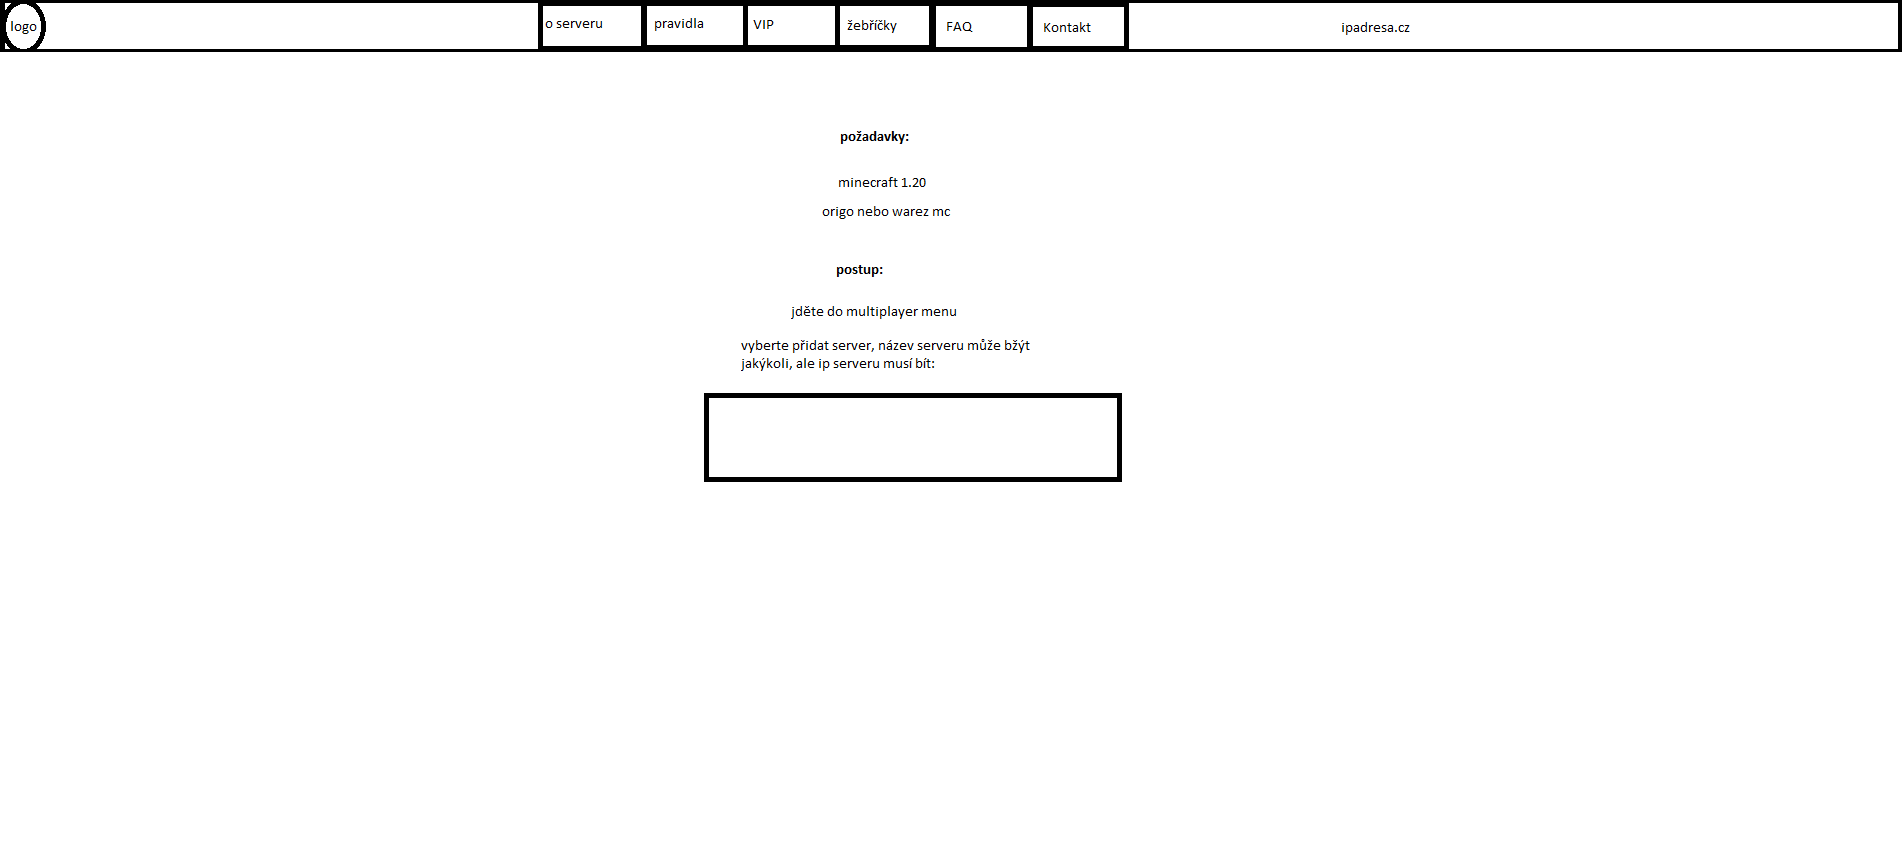 logo
o serveru
pravidla
VIP
žebříčky
FAQ
Kontakt
ipadresa.cz
požadavky:
minecraft 1.20
origo nebo warez mc
postup:
jděte do multiplayer menu
vyberte přidat server, název serveru může bžýt
jakýkoli, ale ip serveru musí bít: